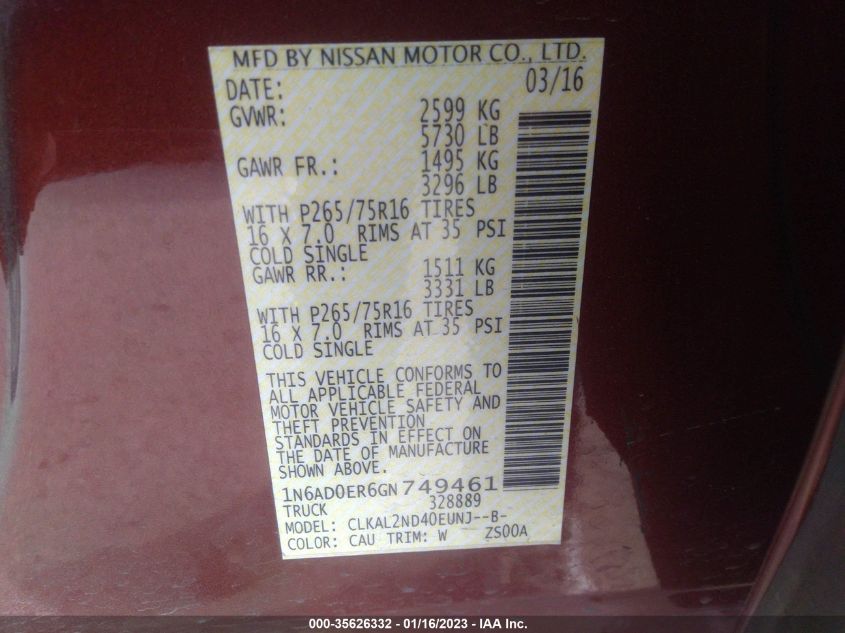 MFD BY NISSAN MOTOR CO., LTD.
DATE: 03/16
GVWR: 2599 KG
5730 LB
GAWR FR.: 1495 KG
3296 LB
WITH P265/75R16 TIRES
16 X 7.0 RIMS AT 35 PSI
COLD SINGLE
GAWR RR.: 1511 KG
3331 LB
WITH P265/75R16 TIRES
16 X 7.0 RIMS AT 35 PSI
COLD SINGLE
THIS VEHICLE CONFORMS TO
ALL APPLICABLE FEDERAL
MOTOR VEHICLE SAFETY AND
THEFT PREVENTION
STANDARDS IN EFFECT ON
THE DATE OF MANUFACTURE
SHOWN ABOVE.
1N6AD0ER6GN749461
TRUCK 328889
MODEL: CLKAL2ND40EUNJ--B-
COLOR: CAU TRIM: W ZS00A
000-35626332 - 01/16/2023 - IAA Inc.